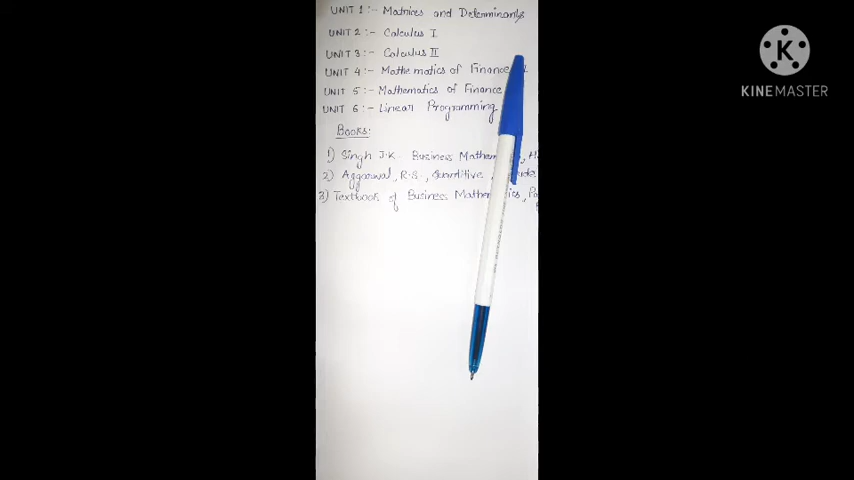 UNIT 1:- Matrices and Determinants
UNIT 2:- Calculus I
UNIT 3:- Calculus II
UNIT 4:- Mathematics of Finance
UNIT 5:- Mathematics of Finance
UNIT 6:- Linear Programming
Books:
1) Singh J.K. Business
2) Aggarwal, R.S., Quantitive
3) Textbook of Business
KINEMASTER